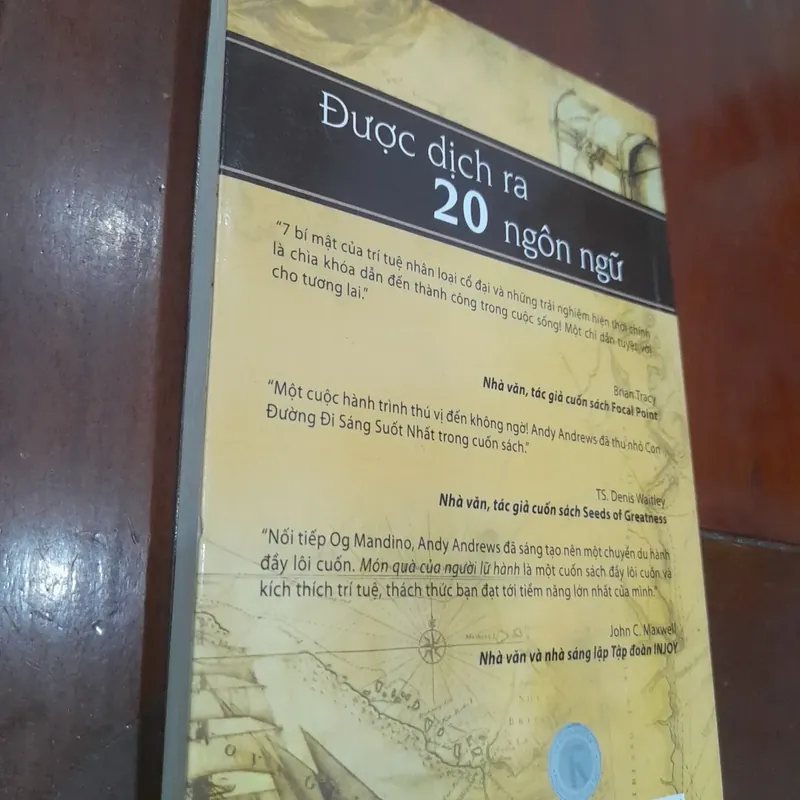 Được dịch ra
20 ngôn ngữ
“7 bí mật của trí tuệ nhân loại cổ đại và những trải nghiệm hiện thời chính
là chìa khóa dẫn đến thành công trong cuộc sống! Một chỉ dẫn tuyệt vời
cho tương lai.”
Brian Tracy
Nhà văn, tác giả cuốn sách Focal Point
“Một cuộc hành trình thú vị đến không ngờ! Andy Andrews đã thu nhỏ Con
Đường Đi Sáng Suốt Nhất trong cuốn sách.”
TS. Denis Waitley
Nhà văn, tác giả cuốn sách Seeds of Greatness
“Nối tiếp Og Mandino, Andy Andrews đã sáng tạo nên một chuyến du hành
đầy lôi cuốn. Món quà của người lữ hành là một cuốn sách đầy lôi cuốn và
kích thích trí tuệ, thách thức bạn đạt tới tiềm năng lớn nhất của mình.”
John C. Maxwell
Nhà văn và nhà sáng lập Tập đoàn INJOY